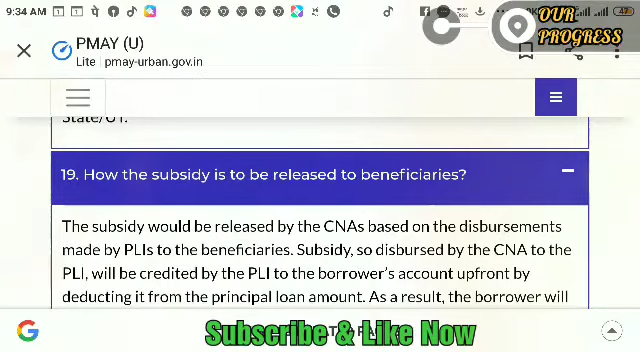 9:34 AM
OUR
PROGRESS
PMAY (U)
Lite | pmay-urban.gov.in
State/UT.
19. How the subsidy is to be released to beneficiaries?
The subsidy would be released by the CNAs based on the disbursements
made by PLIs to the beneficiaries. Subsidy, so disbursed by the CNA to the
PLI, will be credited by the PLI to the borrower's account upfront by
deducting it from the principal loan amount. As a result, the borrower will
Subscribe & Like Now